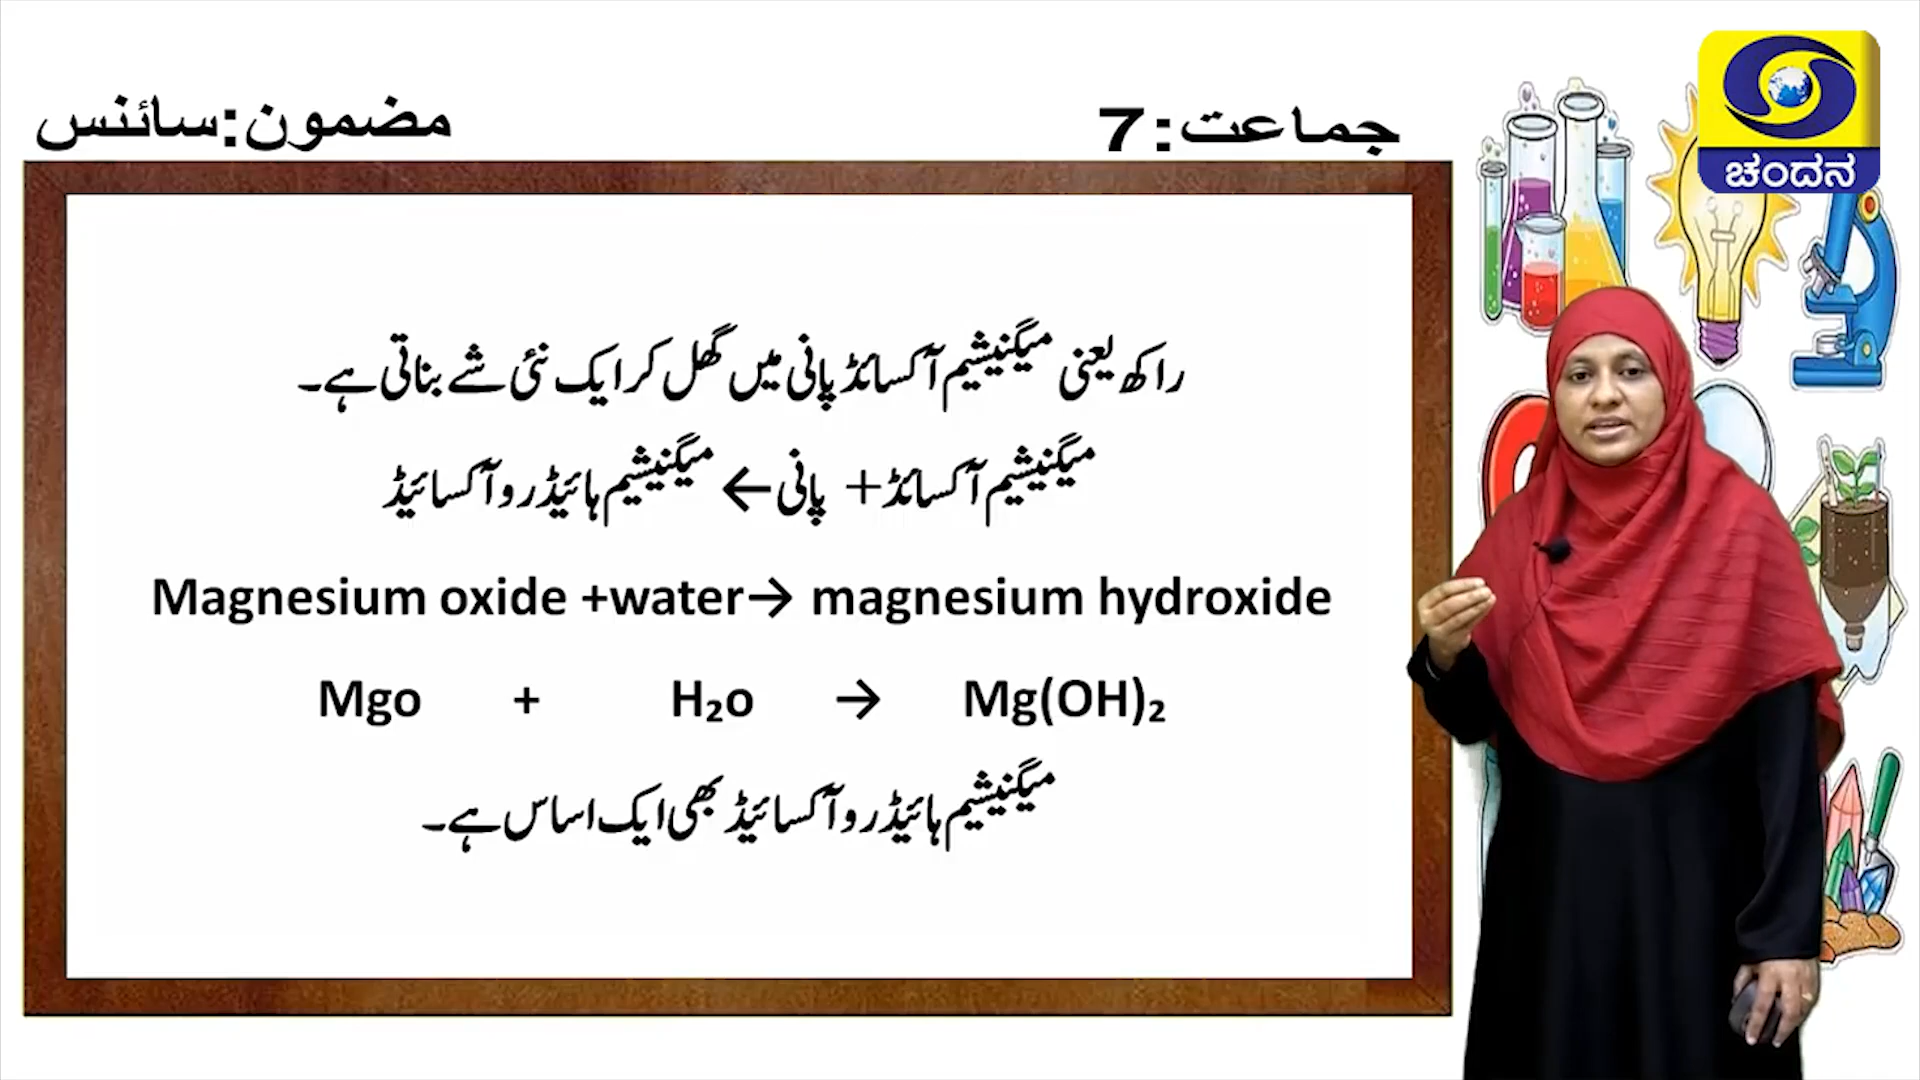 جماعت:7
مضمون:سائنس
ಚಂದನ
راکھ یعنی میگنیشیم آکسائڈ پانی میں گھل کر ایک نئی شے بناتی ہے۔
میگنیشیم آکسائڈ+ پانی← میگنیشیم ہائیڈرو آکسائیڈ
Magnesium oxide +water→ magnesium hydroxide
Mgo + H₂o → Mg(OH)₂
میگنیشیم ہائیڈرو آکسائیڈ بھی ایک اساس ہے۔